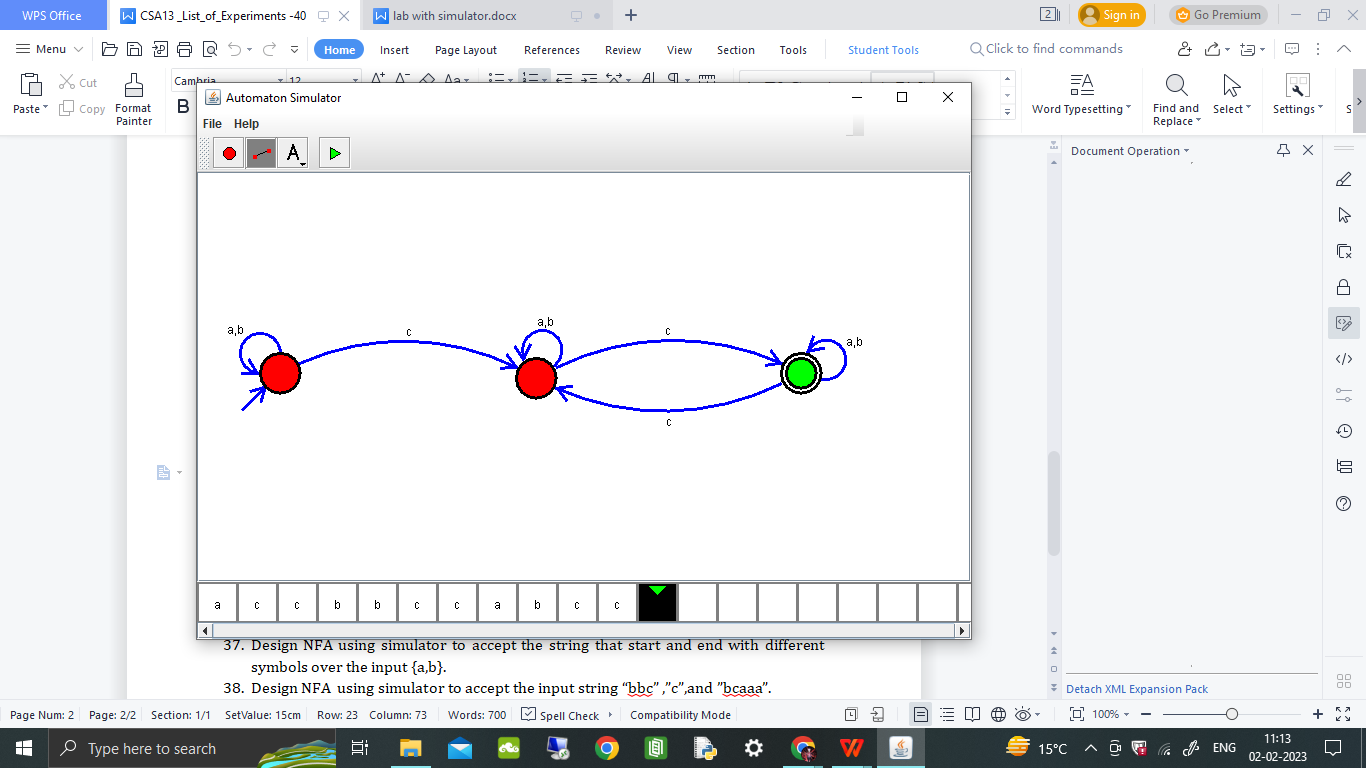 WPS Office
CSA13 _List_of_Experiments -40
lab with simulator.docx
2
Sign in
Go Premium
Menu
Home
Insert
Page Layout
References
Review
View
Section
Tools
Student Tools
Click to find commands
Paste
Cut
Copy
Format
Painter
Cambria
12
B
Word Typesetting
Find and
Replace
Select
Settings
S
Automaton Simulator
File Help
A
a,b
c
a,b
c
a,b
c
a c c b b c c a b c c
Document Operation
37. Design NFA using simulator to accept the string that start and end with different
symbols over the input {a,b}.
38. Design NFA using simulator to accept the input string “bbc” ,”c”,and ”bcaaa”.
Detach XML Expansion Pack
Page Num: 2 Page: 2/2 Section: 1/1 SetValue: 15cm Row: 23 Column: 73 Words: 700 Spell Check Compatibility Mode 100%
Type here to search
15°C
ENG
11:13
02-02-2023